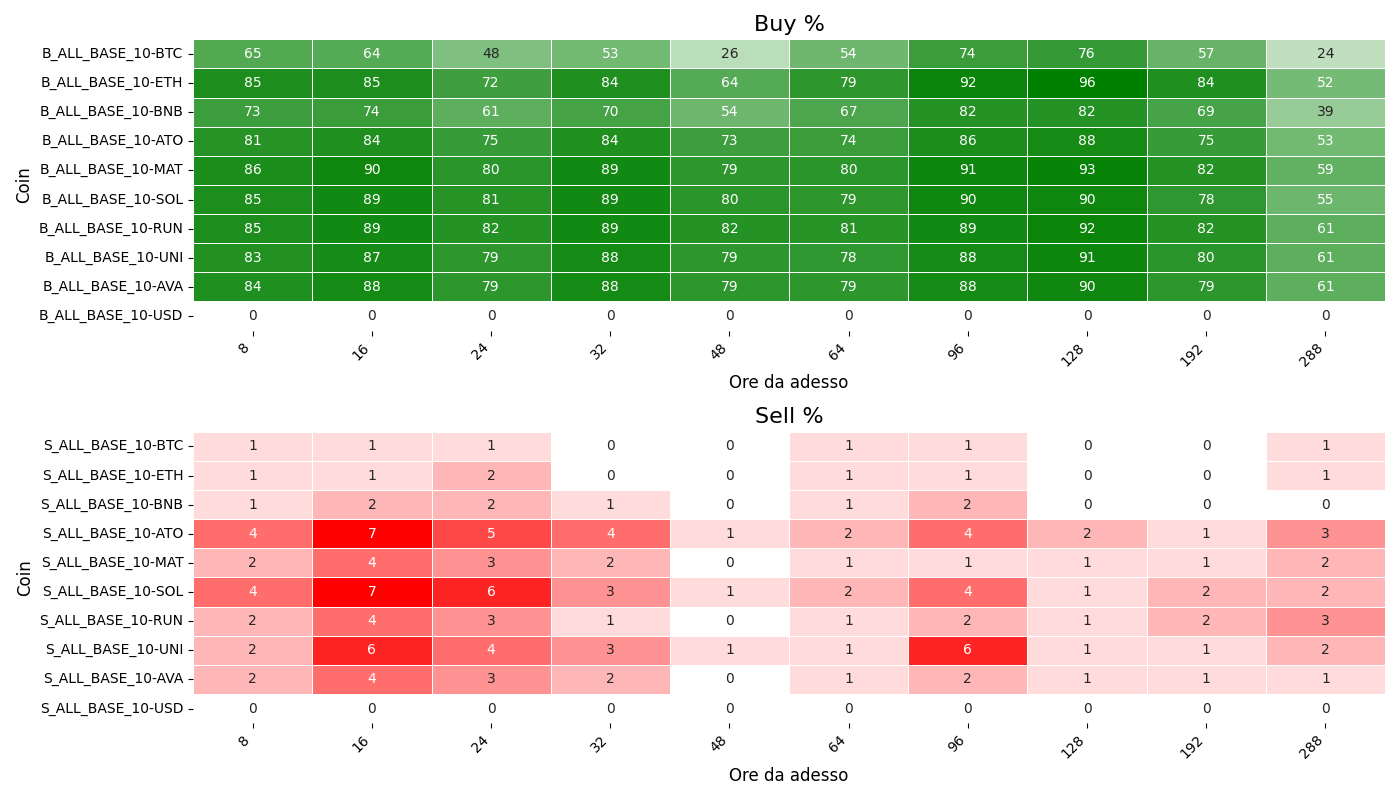 Buy %
Coin
B_ALL_BASE_10-BTC 65 64 48 53 26 54 74 76 57 24
B_ALL_BASE_10-ETH 85 85 72 84 64 79 92 96 84 52
B_ALL_BASE_10-BNB 73 74 61 70 54 67 82 82 69 39
B_ALL_BASE_10-ATO 81 84 75 84 73 74 86 88 75 53
B_ALL_BASE_10-MAT 86 90 80 89 79 80 91 93 82 59
B_ALL_BASE_10-SOL 85 89 81 89 80 79 90 90 78 55
B_ALL_BASE_10-RUN 85 89 82 89 82 81 89 92 82 61
B_ALL_BASE_10-UNI 83 87 79 88 79 78 88 91 80 61
B_ALL_BASE_10-AVA 84 88 79 88 79 79 88 90 79 61
B_ALL_BASE_10-USD 0 0 0 0 0 0 0 0 0 0
8 16 24 32 48 64 96 128 192 288
Ore da adesso
Sell %
Coin
S_ALL_BASE_10-BTC 1 1 1 0 0 1 1 0 0 1
S_ALL_BASE_10-ETH 1 1 2 0 0 1 1 0 0 1
S_ALL_BASE_10-BNB 1 2 2 1 0 1 2 0 0 0
S_ALL_BASE_10-ATO 4 7 5 4 1 2 4 2 1 3
S_ALL_BASE_10-MAT 2 4 3 2 0 1 1 1 1 2
S_ALL_BASE_10-SOL 4 7 6 3 1 2 4 1 2 2
S_ALL_BASE_10-RUN 2 4 3 1 0 1 2 1 2 3
S_ALL_BASE_10-UNI 2 6 4 3 1 1 6 1 1 2
S_ALL_BASE_10-AVA 2 4 3 2 0 1 2 1 1 1
S_ALL_BASE_10-USD 0 0 0 0 0 0 0 0 0 0
8 16 24 32 48 64 96 128 192 288
Ore da adesso